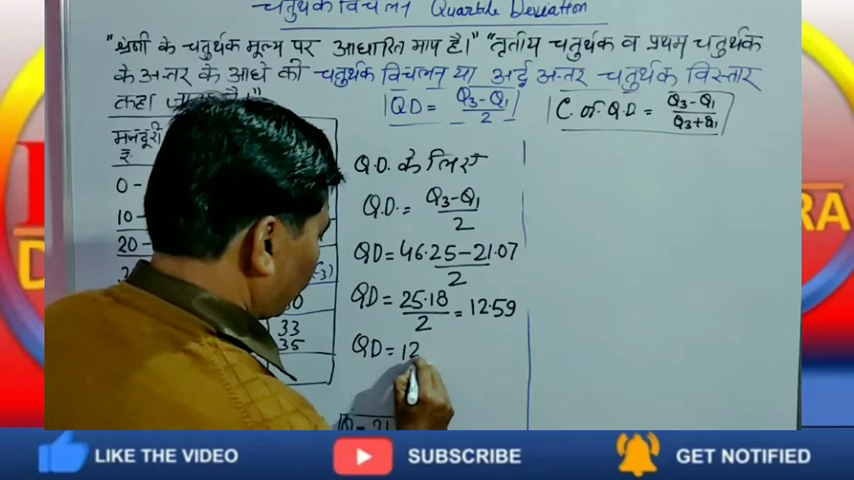 चतुर्थक विचलन Quartile Deviation
"श्रेणी के चतुर्थक मूल्य पर आधारित माप है।" "तृतीय चतुर्थक व प्रथम चतुर्थक
के अन्तर के आधे को चतुर्थक विचलन या अर्द्ध अन्तर चतुर्थक विस्तार
कहा
QD = Q₃-Q₁/2
C. of Q.D = Q₃-Q₁/Q₃+Q₁
मजदूरी
रु.
0-
10-
20-
33
35
Q.D. के लिए
Q.D. = Q₃-Q₁/2
QD = 46.25-21.07/2
QD = 25.18/2 = 12.59
QD = 12
LIKE THE VIDEO
SUBSCRIBE
GET NOTIFIED